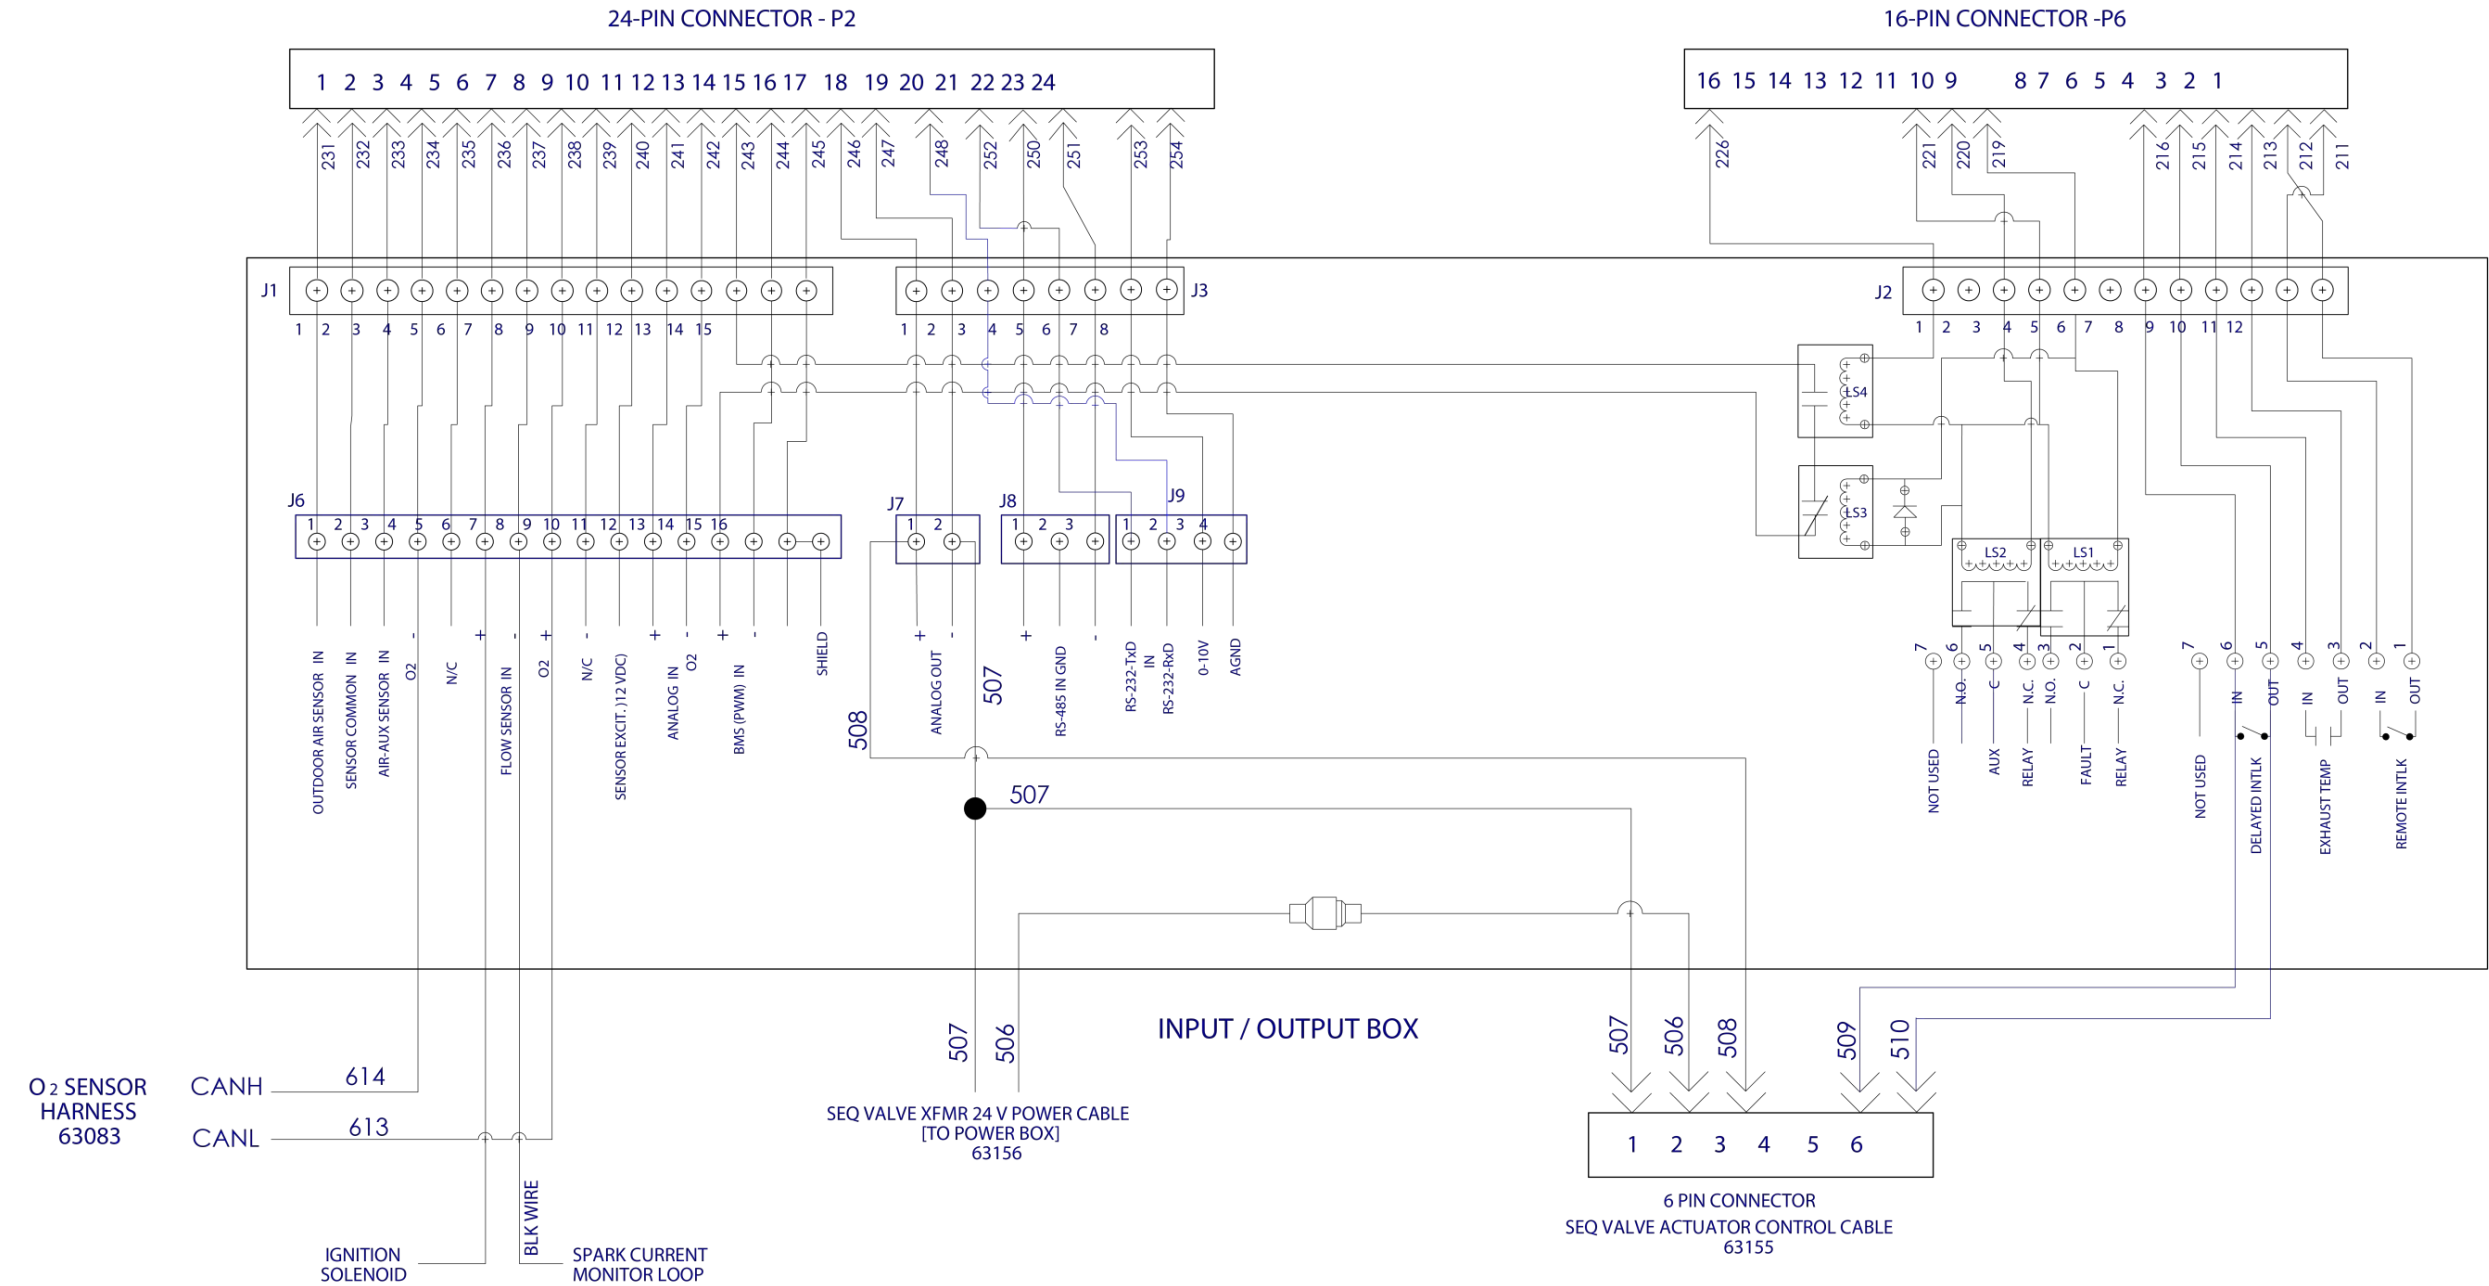 24-PIN CONNECTOR - P2
16-PIN CONNECTOR -P6
1 2 3 4 5 6 7 8 9 10 11 12 13 14 15 16 17 18 19 20 21 22 23 24
16 15 14 13 12 11 10 9 8 7 6 5 4 3 2 1
231 232 233 234 235 236 237 238 239 240 241 242 243 244 245 246 247 248 252 250 251 253 254
226 221 220 219 216 215 214 213 212 211
J1
J3
J2
1 2 3 4 5 6 7 8 9 10 11 12 13 14 15
1 2 3 4 5 6 7 8
1 2 3 4 5 6 7 8 9 10 11 12
LS4
LS3
J6
J7
J8
J9
1 2 3 4 5 6 7 8 9 10 11 12 13 14 15 16
1 2
1 2 3
1 2 3 4
LS2
LS1
7 6 5 4 3 2 1
7 6 5 4 3 2 1
N.O. C N.C. N.O. C N.C.
IN OUT IN OUT IN OUT
OUTDOOR AIR SENSOR IN
SENSOR COMMON IN
AIR-AUX SENSOR IN
- O2
N/C
+
FLOW SENSOR IN
-
+ O2
- N/C
SENSOR EXCIT. )12 VDC)
+
ANALOG IN
- O2
+
BMS (PWM) IN
-
SHIELD
+
ANALOG OUT
-
507
508
+
RS-485 IN GND
-
RS-232-TxD
IN
RS-232-RxD
0-10V
AGND
NOT USED
AUX
RELAY
FAULT
RELAY
NOT USED
DELAYED INTLK
EXHAUST TEMP
REMOTE INTLK
507
INPUT / OUTPUT BOX
507
506
507
506
508
509
510
O2 SENSOR
HARNESS
63083
CANH
614
CANL
613
SEQ VALVE XFMR 24 V POWER CABLE
[TO POWER BOX]
63156
1 2 3 4 5 6
6 PIN CONNECTOR
SEQ VALVE ACTUATOR CONTROL CABLE
63155
BLK WIRE
IGNITION
SOLENOID
SPARK CURRENT
MONITOR LOOP